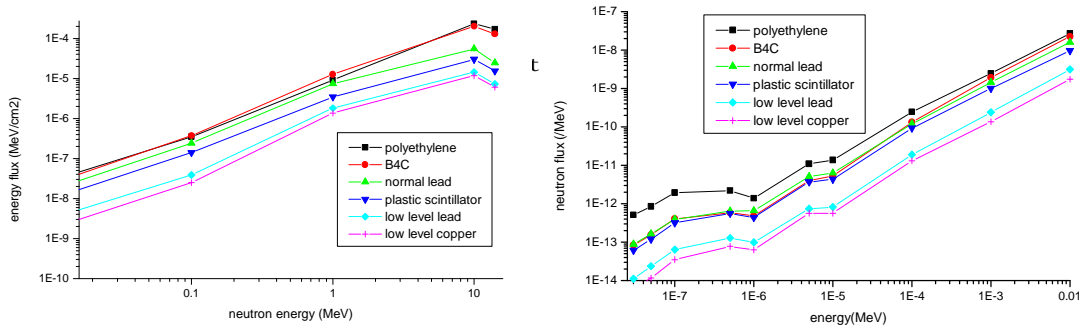 energy flux (MeV/cm2)
1E-4
1E-5
1E-6
1E-7
1E-8
1E-9
1E-10
0.1
1
10
neutron energy (MeV)
polyethylene
B4C
normal lead
plastic scintillator
low level lead
low level copper
t
neutron flux (/MeV)
1E-7
1E-8
1E-9
1E-10
1E-11
1E-12
1E-13
1E-14
1E-7
1E-6
1E-5
1E-4
1E-3
0.01
energy(MeV)
polyethylene
B4C
normal lead
plastic scintillator
low level lead
low level copper